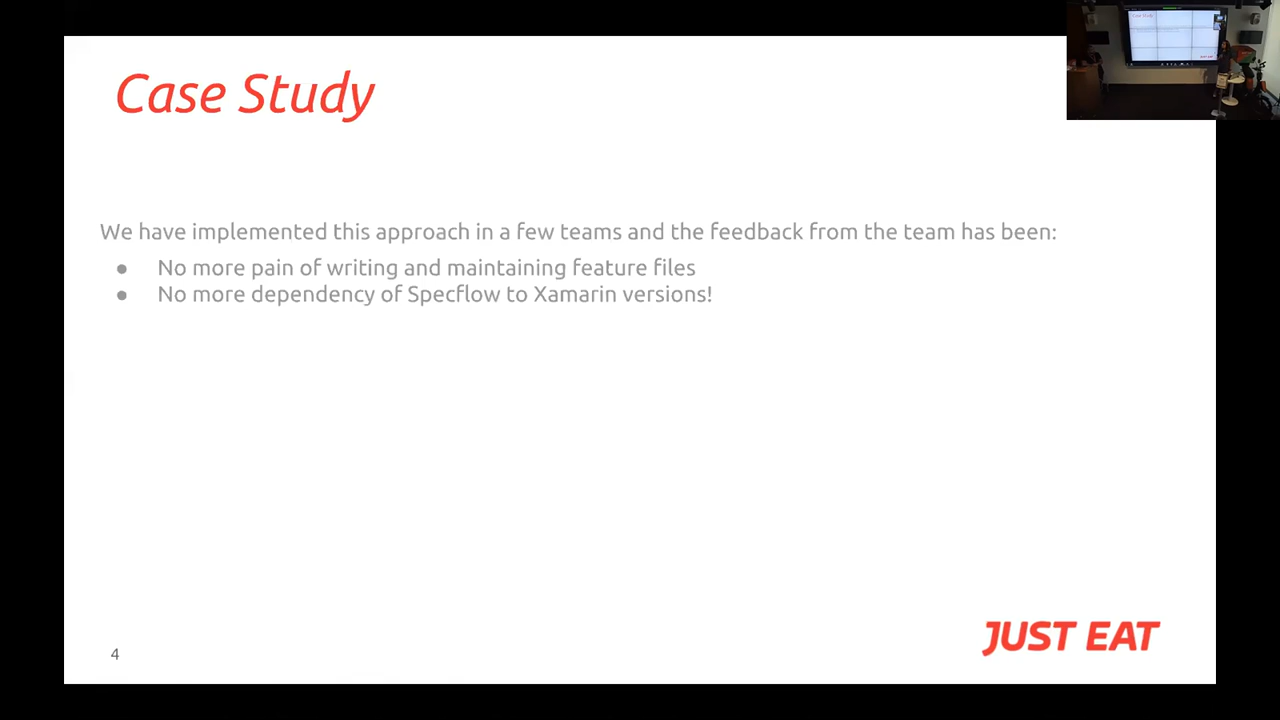 Case Study
We have implemented this approach in a few teams and the feedback from the team has been:
● No more pain of writing and maintaining feature files
● No more dependency of Specflow to Xamarin versions!
4
JUST EAT